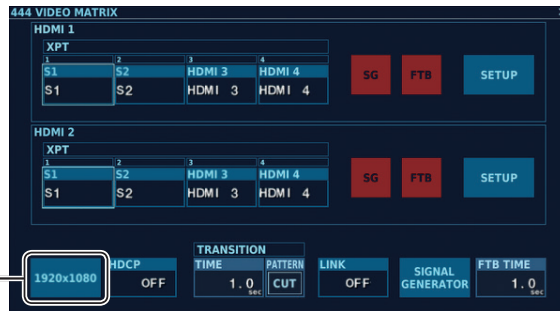 444 VIDEO MATRIX
HDMI 1
XPT
1 2 3 4
S1 S2 HDMI 3 HDMI 4
S1 S2 HDMI 3 HDMI 4
SG FTB SETUP
HDMI 2
XPT
1 2 3 4
S1 S2 HDMI 3 HDMI 4
S1 S2 HDMI 3 HDMI 4
SG FTB SETUP
TRANSITION
1920x1080
HDCP
OFF
TIME
1.0
sec
PATTERN
CUT
LINK
OFF
SIGNAL
GENERATOR
FTB TIME
1.0
sec